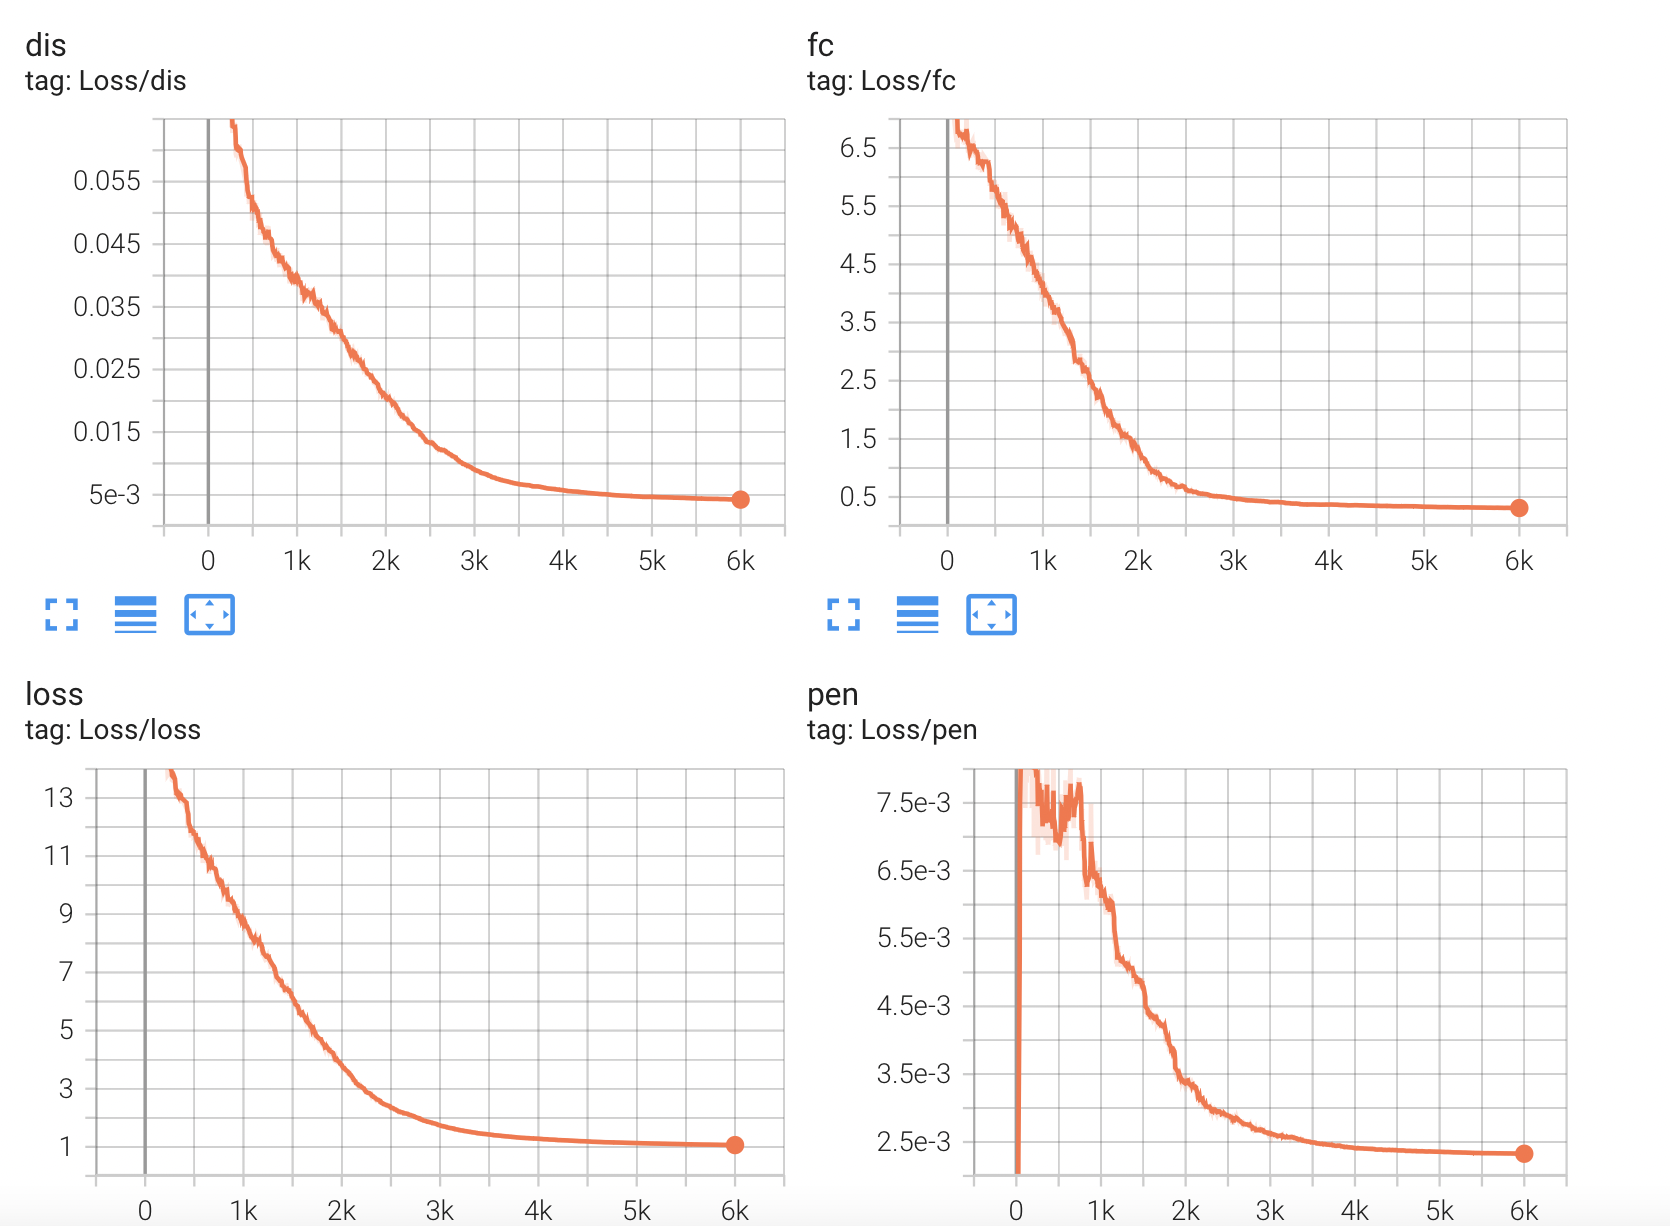 dis
tag: Loss/dis
0.055
0.045
0.035
0.025
0.015
5e-3
0 1k 2k 3k 4k 5k 6k
fc
tag: Loss/fc
6.5
5.5
4.5
3.5
2.5
1.5
0.5
0 1k 2k 3k 4k 5k 6k
loss
tag: Loss/loss
13
11
9
7
5
3
1
0 1k 2k 3k 4k 5k 6k
pen
tag: Loss/pen
7.5e-3
6.5e-3
5.5e-3
4.5e-3
3.5e-3
2.5e-3
0 1k 2k 3k 4k 5k 6k